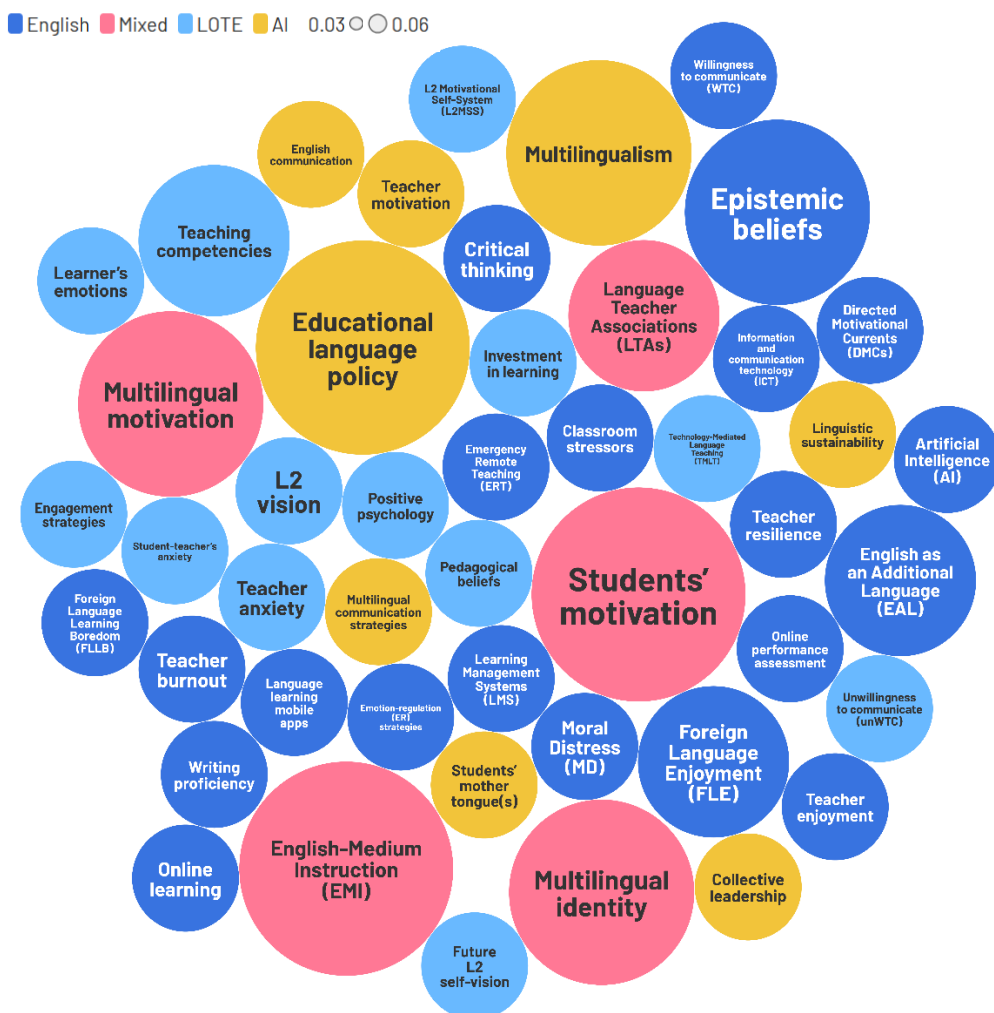 English Mixed LOTE AI 0.03 0.06
Willingness
to communicate
(WTC)
L2 Motivational
Self-System
(L2MSS)
English
communication
Multilingualism
Teacher
motivation
Epistemic
beliefs
Teaching
competencies
Critical
thinking
Learner's
emotions
Language
Teacher
Associations
(LTAs)
Directed
Motivational
Currents
(DMCs)
Educational
language
policy
Information
and
communication
technology
(ICT)
Investment
in learning
Multilingual
motivation
Classroom
stressors
Technology-Mediated
Language
Teaching
(TMLT)
Linguistic
sustainability
Artificial
Intelligence
(AI)
Emergency
Remote
Teaching
(ERT)
L2
vision
Positive
psychology
Engagement
strategies
Teacher
resilience
Student-teacher's
anxiety
English as
an Additional
Language
(EAL)
Pedagogical
beliefs
Students'
motivation
Teacher
anxiety
Multilingual
communication
strategies
Foreign
Language
Learning
Boredom
(FLLB)
Online
performance
assessment
Teacher
burnout
Learning
Management
Systems
(LMS)
Language
learning
mobile
apps
Emotion-regulation
(ER)
strategies
Unwillingness
to communicate
(unWTC)
Moral
Distress
(MD)
Foreign
Language
Enjoyment
(FLE)
Writing
proficiency
Students'
mother
tongue(s)
Teacher
enjoyment
English-Medium
Instruction
(EMI)
Online
learning
Multilingual
identity
Collective
leadership
Future
L2
self-vision